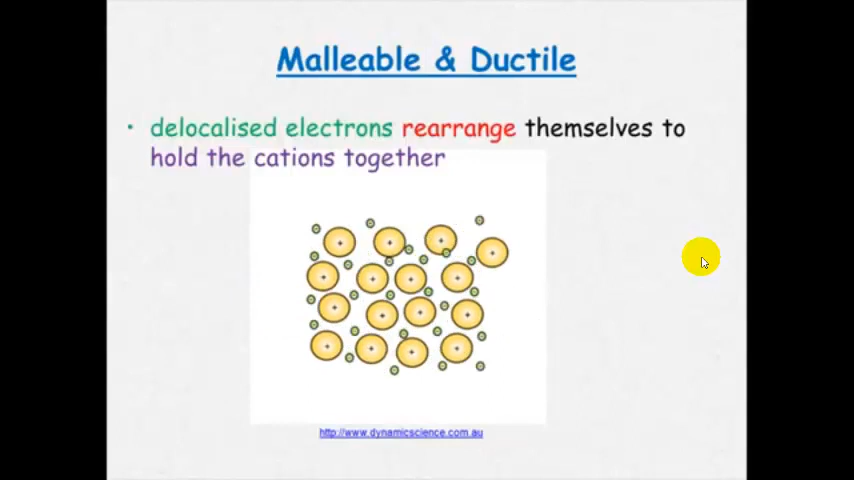 Malleable & Ductile
• delocalised electrons rearrange themselves to
hold the cations together
http://www.dynamicscience.com.au